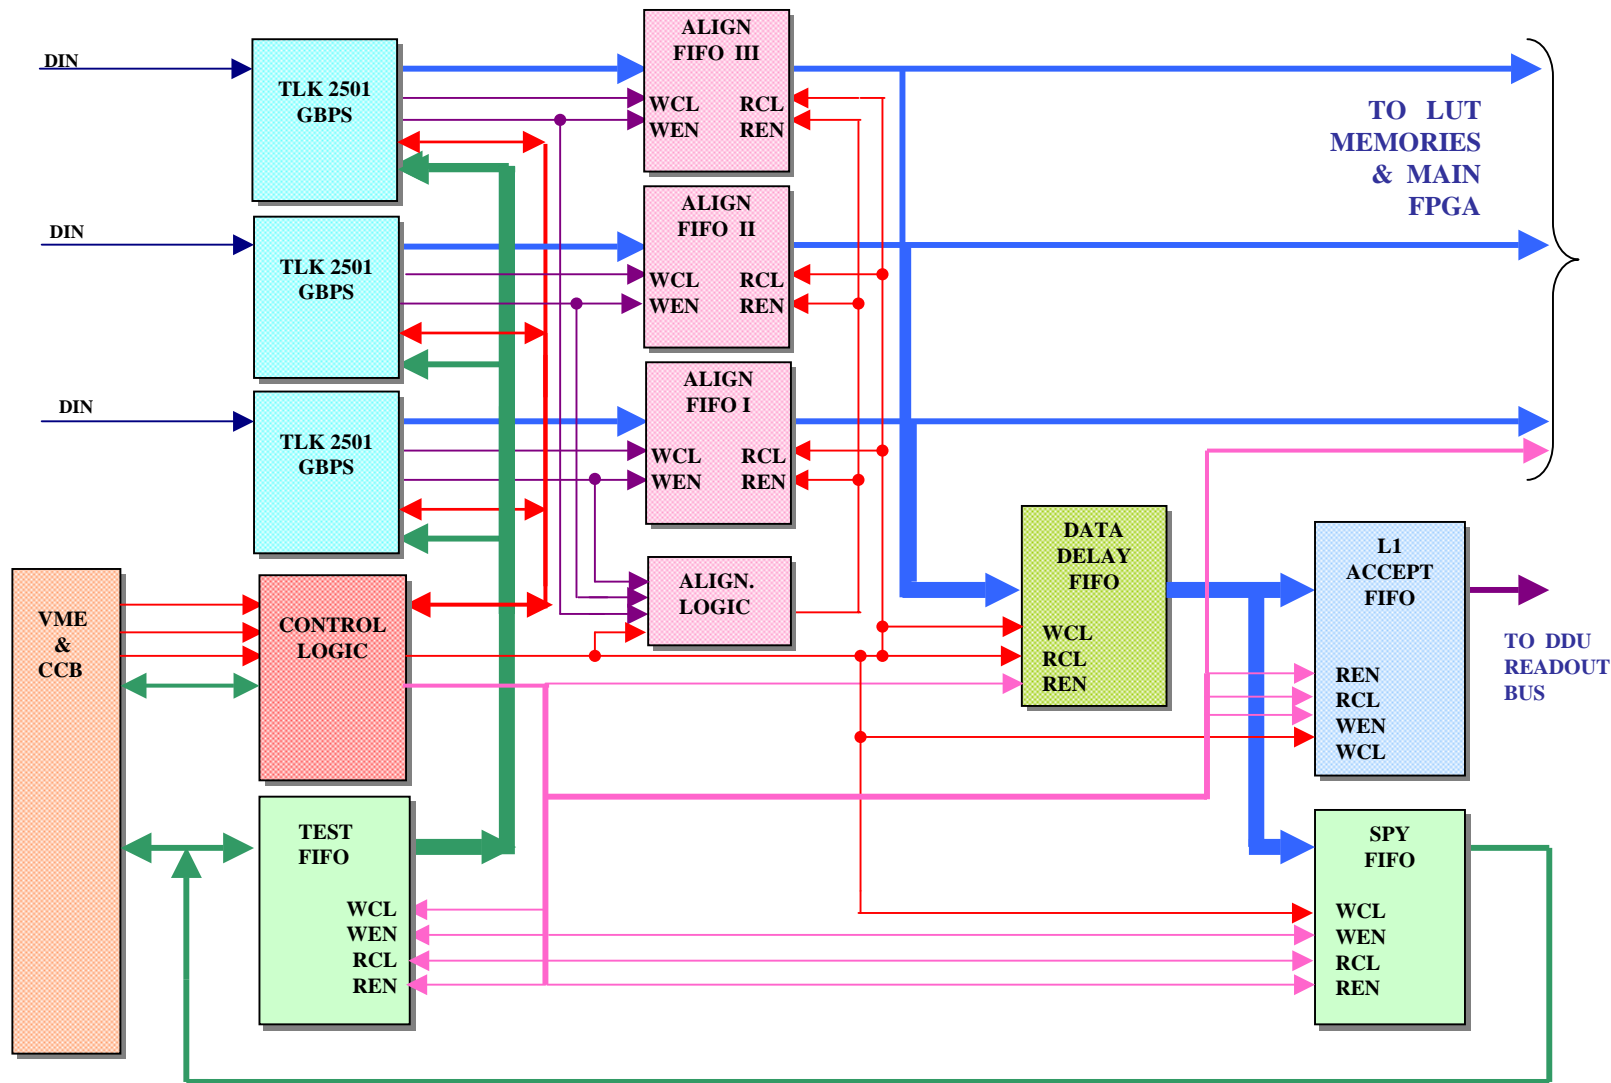 DIN
TLK 2501
GBPS
ALIGN
FIFO III
WCL RCL
WEN REN
TO LUT
MEMORIES
& MAIN
FPGA
DIN
TLK 2501
GBPS
ALIGN
FIFO II
WCL RCL
WEN REN
DIN
TLK 2501
GBPS
ALIGN
FIFO I
WCL RCL
WEN REN
VME
&
CCB
CONTROL
LOGIC
ALIGN.
LOGIC
DATA
DELAY
FIFO
WCL
RCL
REN
L1
ACCEPT
FIFO
REN
RCL
WEN
WCL
TO DDU
READOUT
BUS
TEST
FIFO
WCL
WEN
RCL
REN
SPY
FIFO
WCL
WEN
RCL
REN